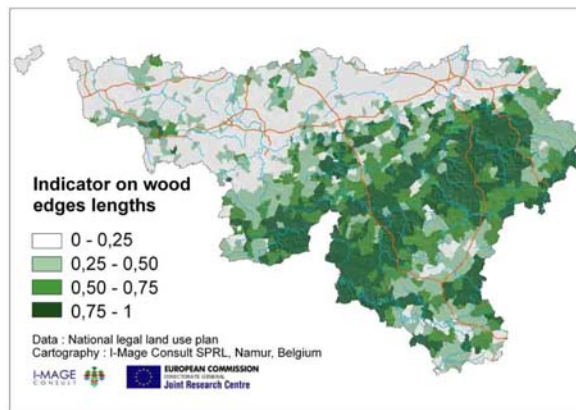 Indicator on wood
edges lengths
0 - 0,25
0,25 - 0,50
0,50 - 0,75
0,75 - 1
Data : National legal land use plan
Cartography : I-Mage Consult SPRL, Namur, Belgium
I-MAGE
CONSULT
EUROPEAN COMMISSION
DIRECTORATE GENERAL
Joint Research Centre